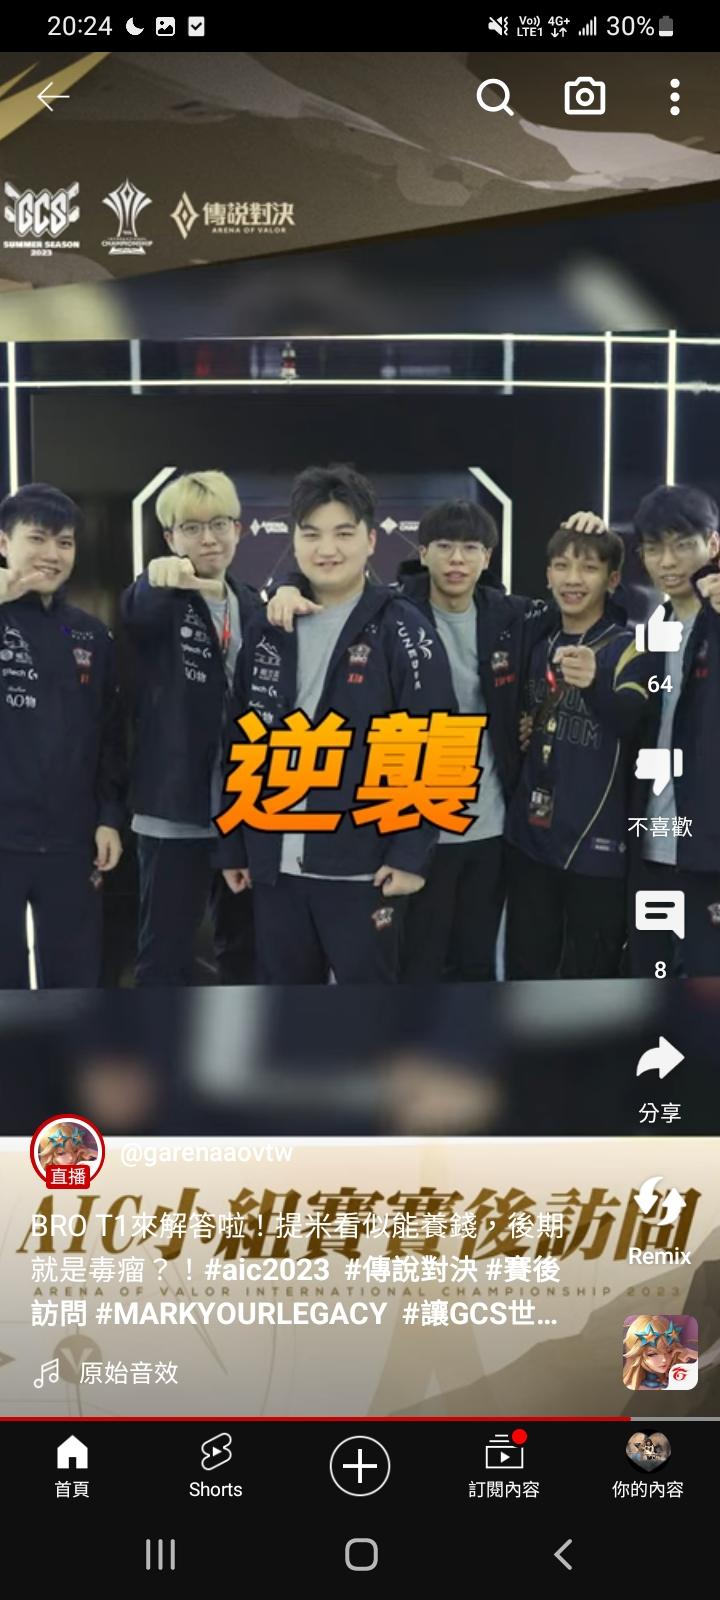 20:24
Vo))
LTE1
4G+
30%
GCS
SUMMER SEASON
2023
CHAMPIONSHIP
傳說對決
ARENA OF VALOR
逆襲
64
不喜歡
8
分享
直播
@garenaaovtw
AIC小組賽賽後訪問
BRO T1來解答啦！提米看似能養錢，後期
就是毒瘤？！#aic2023 #傳說對決 #賽後
ARENA OF VALOR INTERNATIONAL CHAMPIONSHIP 2023
訪問 #MARKYOURLEGACY #讓GCS世...
Remix
原始音效
首頁
Shorts
訂閱內容
你的內容